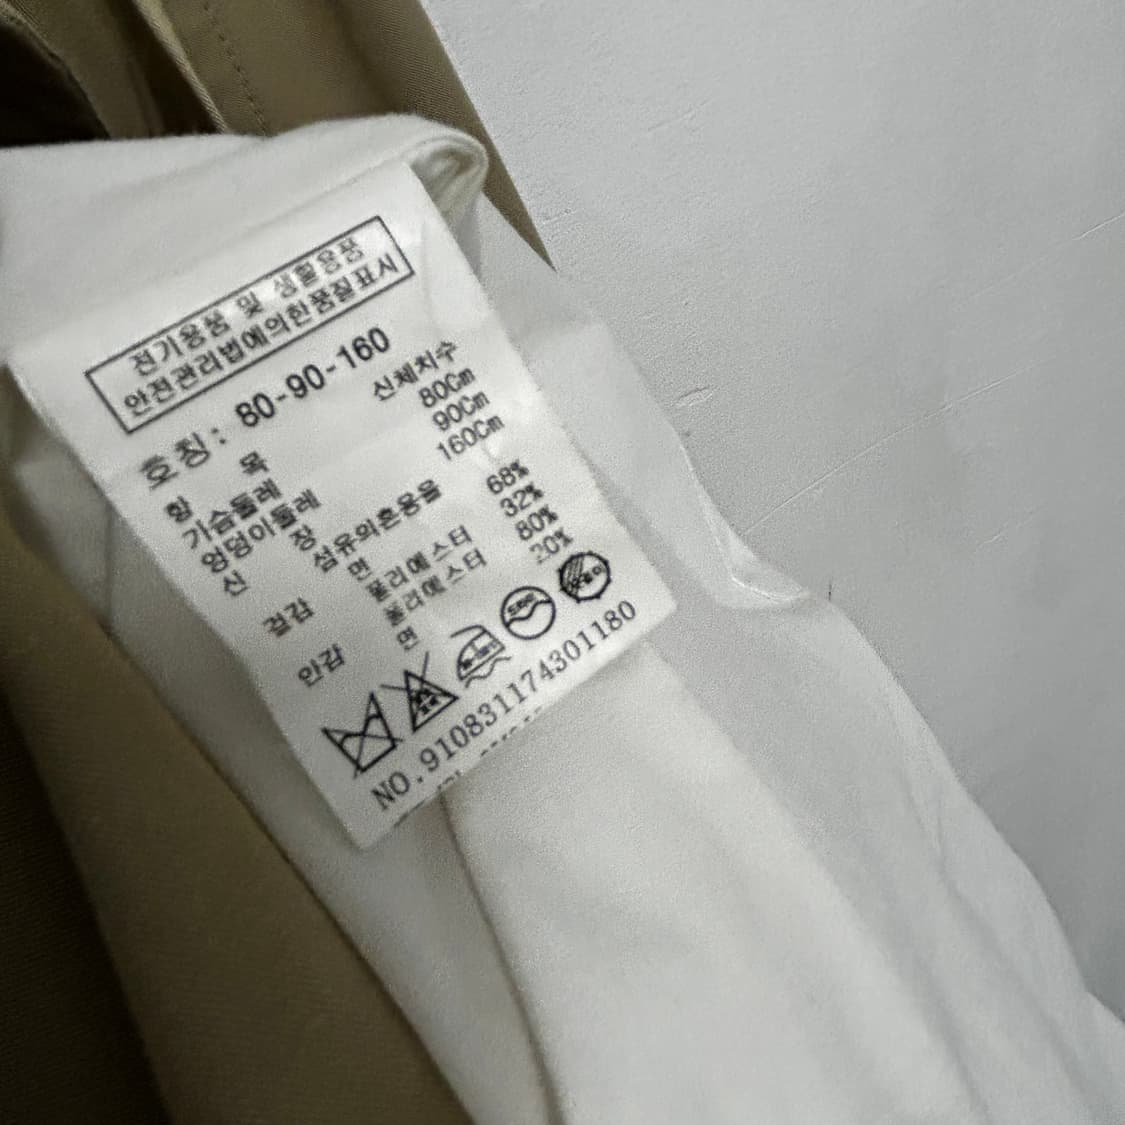 전기용품 및 생활용품
안전관리법에의한품질표시
호칭: 80-90-160
항 목 신체치수
가슴둘레 80Cm
엉덩이둘레 90Cm
신 장 160Cm
섬유의혼용율
겉감 면 68%
폴리에스터 32%
안감 폴리에스터 80%
면 20%
NO.910831174301180